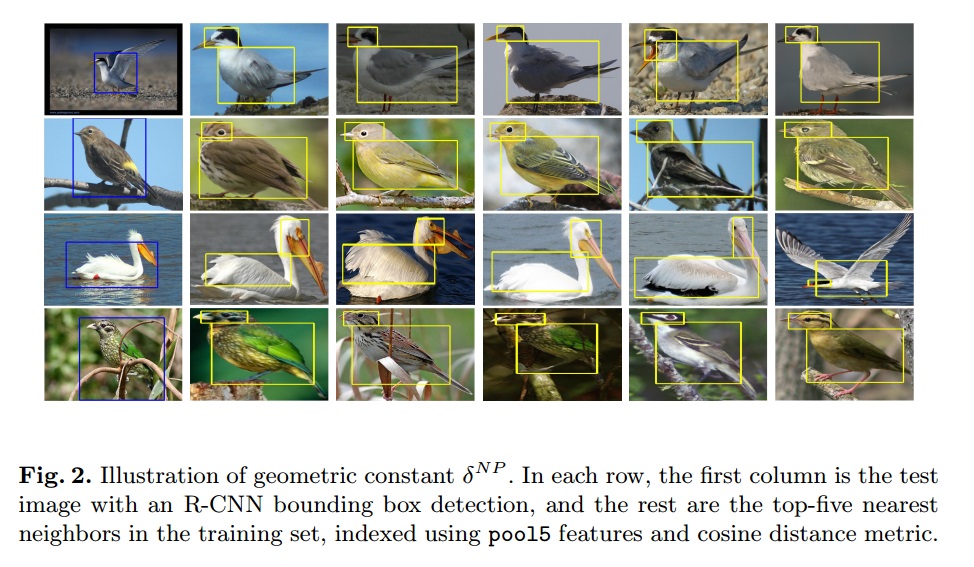 Fig. 2. Illustration of geometric constant δ^NP. In each row, the first column is the test
image with an R-CNN bounding box detection, and the rest are the top-five nearest
neighbors in the training set, indexed using pool5 features and cosine distance metric.